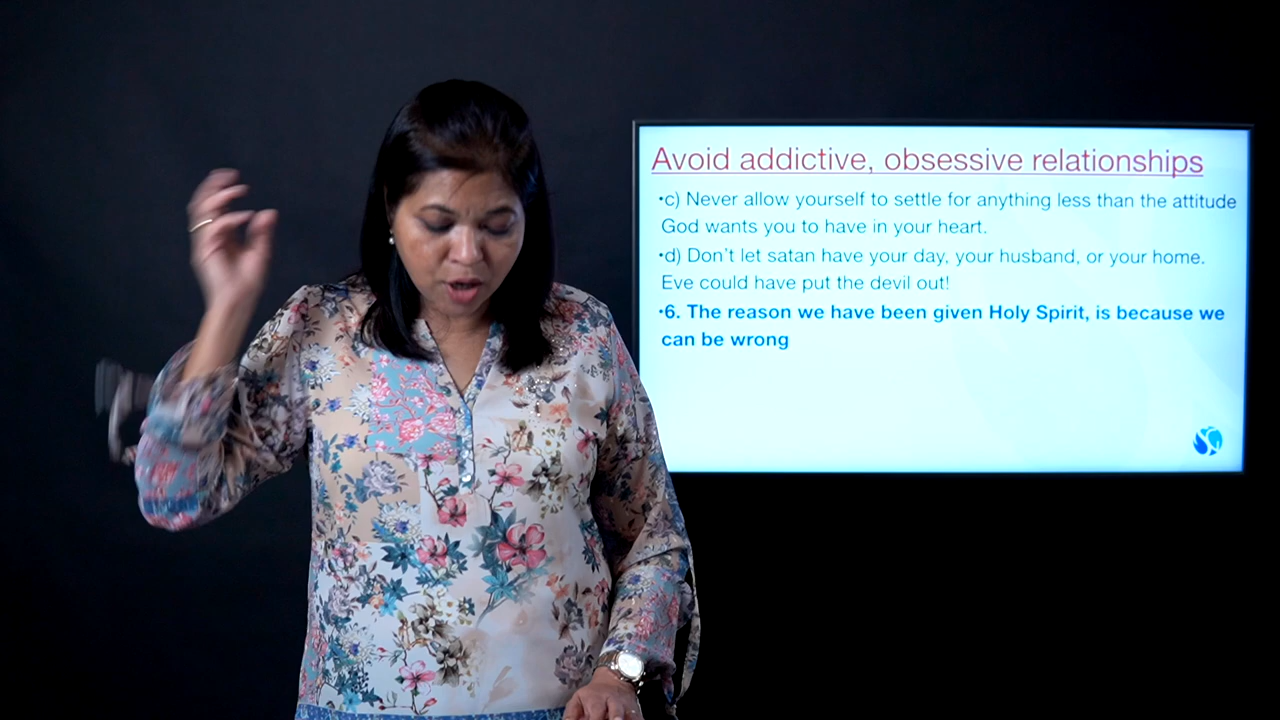 Avoid addictive, obsessive relationships
•c) Never allow yourself to settle for anything less than the attitude
God wants you to have in your heart.
•d) Don't let satan have your day, your husband, or your home.
Eve could have put the devil out!
•6. The reason we have been given Holy Spirit, is because we
can be wrong